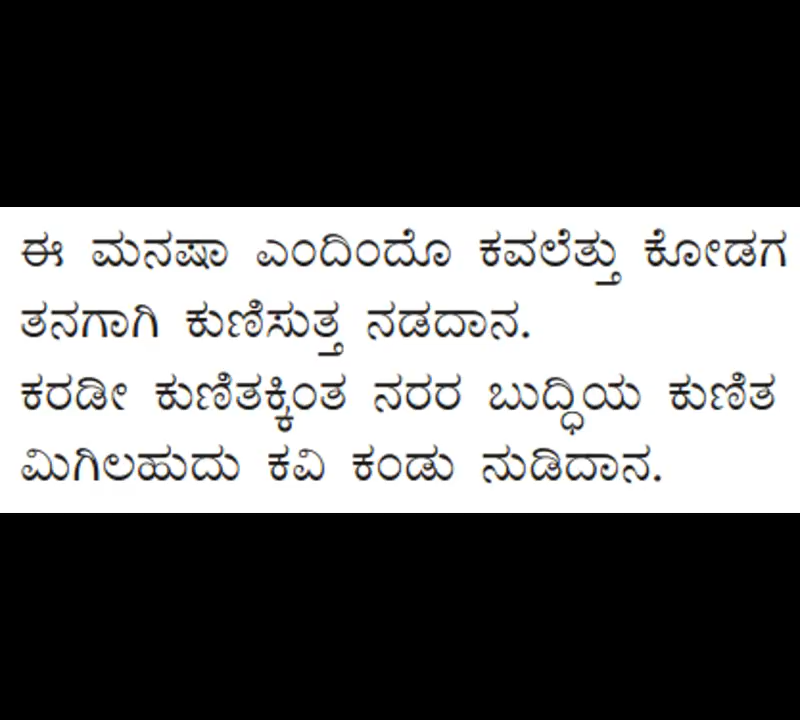 ಈ ಮನಷಾ ಎಂದಿಂದೊ ಕವಲೆತ್ತು ಕೋಡಗ
ತನಗಾಗಿ ಕುಣಿಸುತ್ತ ನಡದಾನ.
ಕರಡೀ ಕುಣಿತಕ್ಕಿಂತ ನರರ ಬುದ್ಧಿಯ ಕುಣಿತ
ಮಿಗಿಲಹುದು ಕವಿ ಕಂಡು ನುಡಿದಾನ.